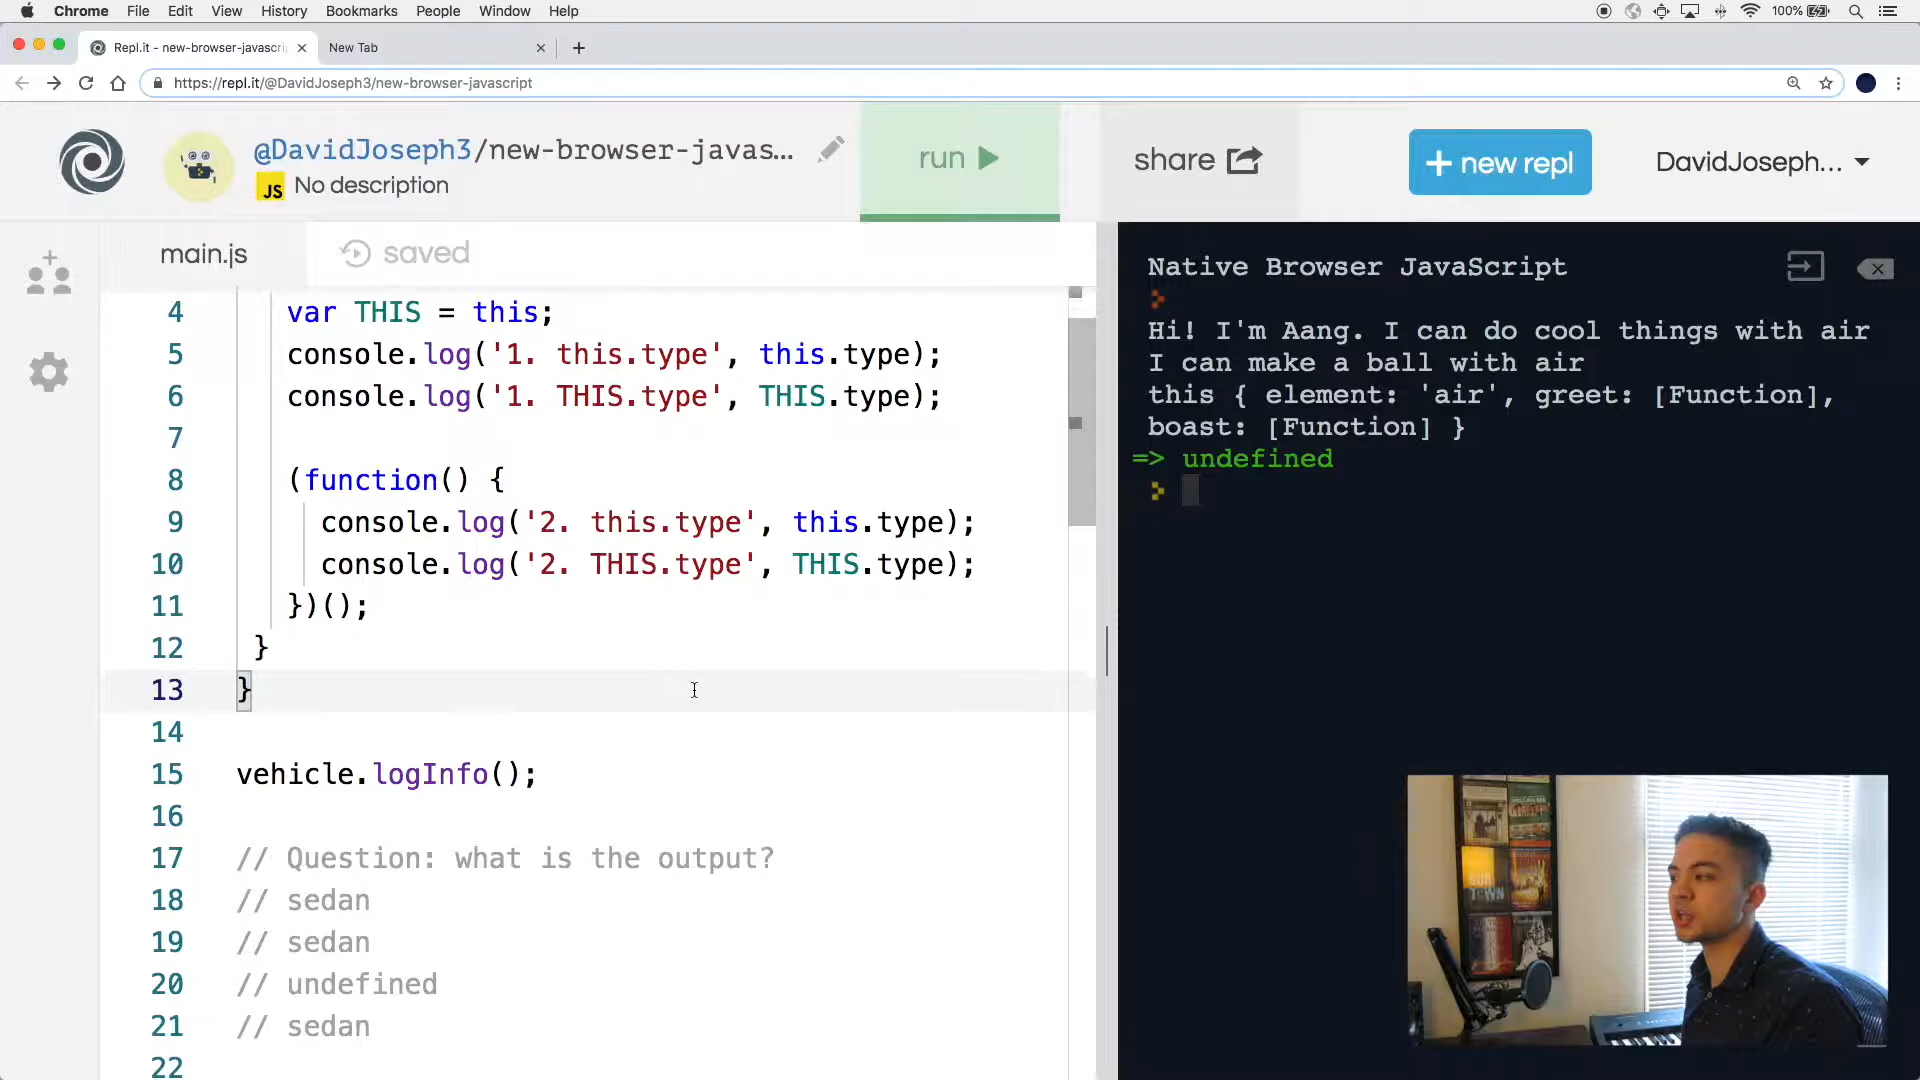 Chrome File Edit View History Bookmarks People Window Help 100%
Repl.it - new-browser-javascri New Tab
https://repl.it/@DavidJoseph3/new-browser-javascript
@DavidJoseph3/new-browser-javas...
JS No description
run
share
+ new repl
DavidJoseph...
main.js
saved
4 var THIS = this;
5 console.log('1. this.type', this.type);
6 console.log('1. THIS.type', THIS.type);
7
8 (function() {
9 console.log('2. this.type', this.type);
10 console.log('2. THIS.type', THIS.type);
11 })();
12 }
13 }
14
15 vehicle.logInfo();
16
17 // Question: what is the output?
18 // sedan
19 // sedan
20 // undefined
21 // sedan
22
Native Browser JavaScript
Hi! I'm Aang. I can do cool things with air
I can make a ball with air
this { element: 'air', greet: [Function],
boast: [Function] }
=> undefined